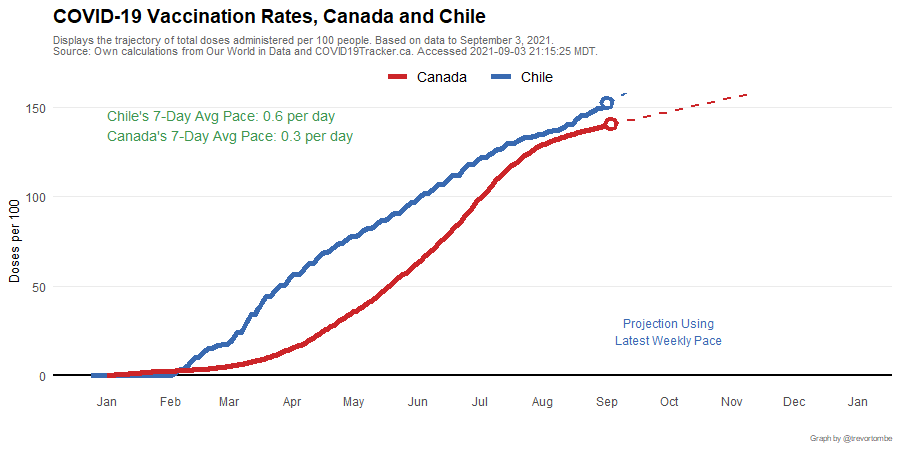 COVID-19 Vaccination Rates, Canada and Chile
Displays the trajectory of total doses administered per 100 people. Based on data to September 3, 2021.
Source: Own calculations from Our World in Data and COVID19Tracker.ca. Accessed 2021-09-03 21:15:25 MDT.
Canada Chile
150
Chile's 7-Day Avg Pace: 0.6 per day
Canada's 7-Day Avg Pace: 0.3 per day
100
Doses per 100
50
Projection Using
Latest Weekly Pace
0
Jan Feb Mar Apr May Jun Jul Aug Sep Oct Nov Dec Jan
Graph by @trevortombe